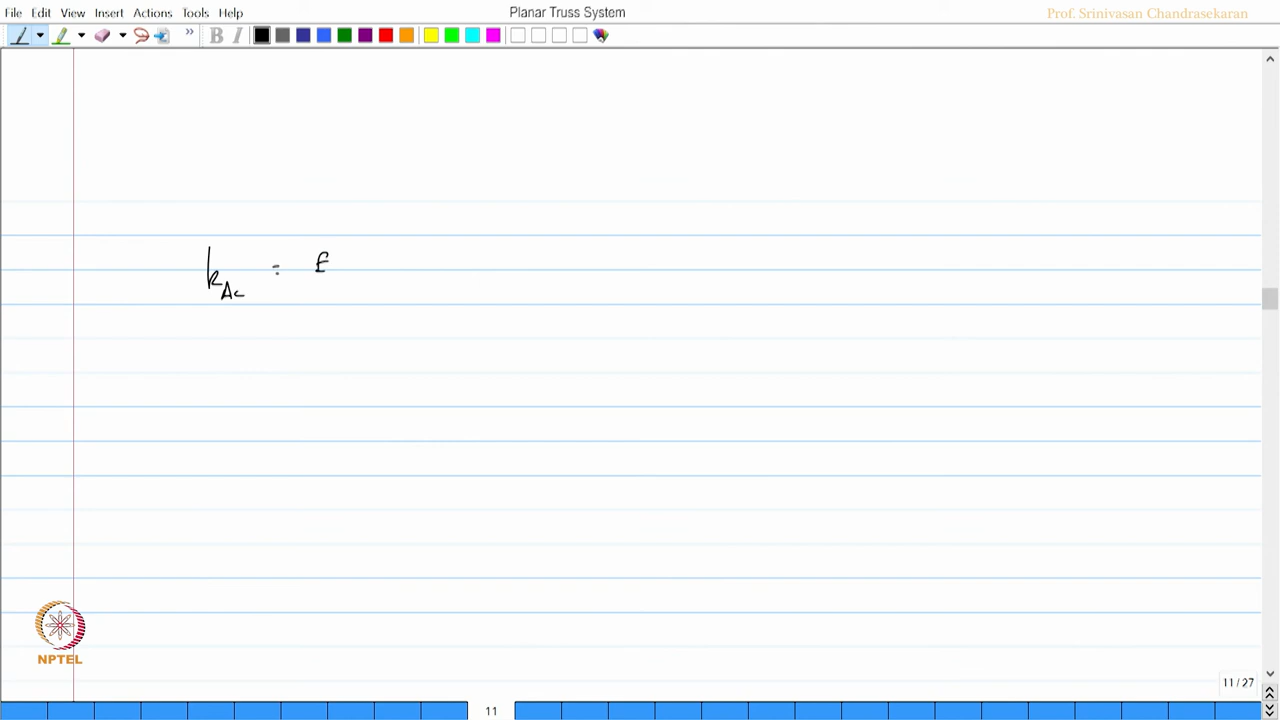 File Edit View Insert Actions Tools Help
Planar Truss System
Prof. Srinivasan Chandrasekaran
B I
k_AC = E
NPTEL
11 / 27
11